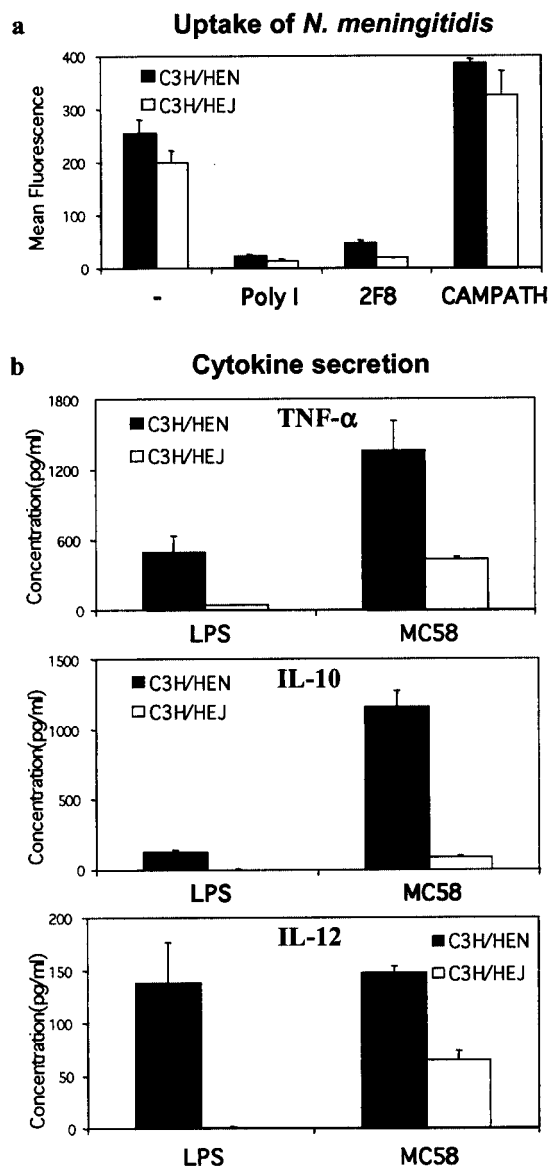 a Uptake of N. meningitidis
400
300
200
100
0
Mean Fluorescence
C3H/HEN
C3H/HEJ
- Poly I 2F8 CAMPATH
b Cytokine secretion
1800
1200
600
0
Concentration(pg/ml)
C3H/HEN
C3H/HEJ
TNF-α
LPS MC58
1500
1000
500
0
Concentration(pg/ml)
C3H/HEN
C3H/HEJ
IL-10
LPS MC58
200
150
100
50
0
Concentration(pg/ml)
IL-12
C3H/HEN
C3H/HEJ
LPS MC58